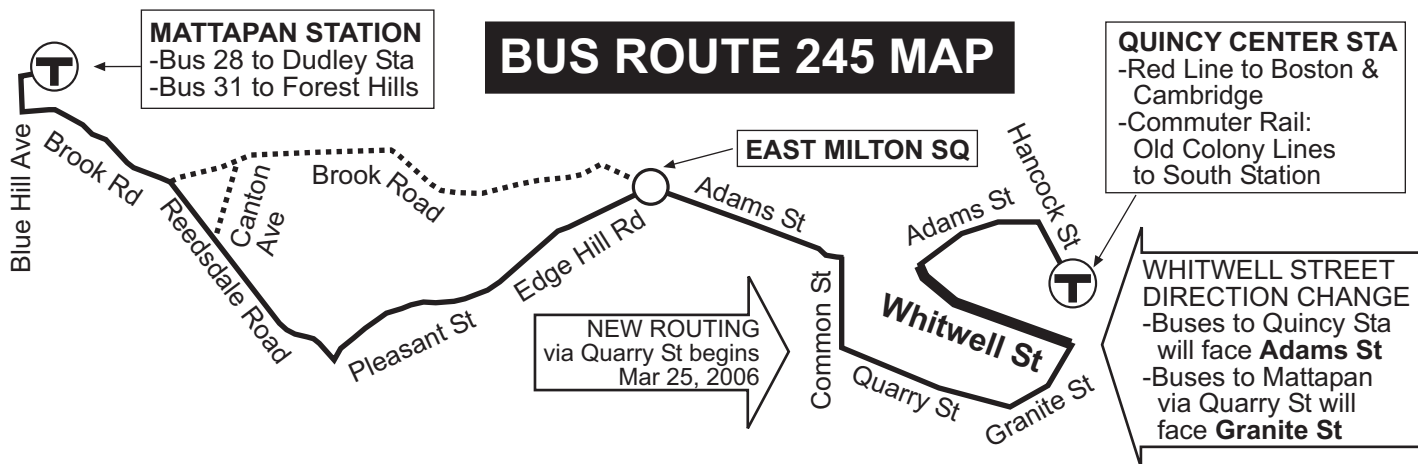 MATTAPAN STATION
-Bus 28 to Dudley Sta
-Bus 31 to Forest Hills
T
BUS ROUTE 245 MAP
QUINCY CENTER STA
-Red Line to Boston &
Cambridge
-Commuter Rail:
Old Colony Lines
to South Station
Blue Hill Ave
Brook Rd
Brook
Road
Canton
Ave
Reedsdale Road
Pleasant St
Edge Hill Rd
EAST MILTON SQ
Adams St
Common St
Quarry St
Granite St
Whitwell St
Adams St
Hancock St
T
NEW ROUTING
via Quarry St begins
Mar 25, 2006
WHITWELL STREET
DIRECTION CHANGE
-Buses to Quincy Sta
will face Adams St
-Buses to Mattapan
via Quarry St will
face Granite St